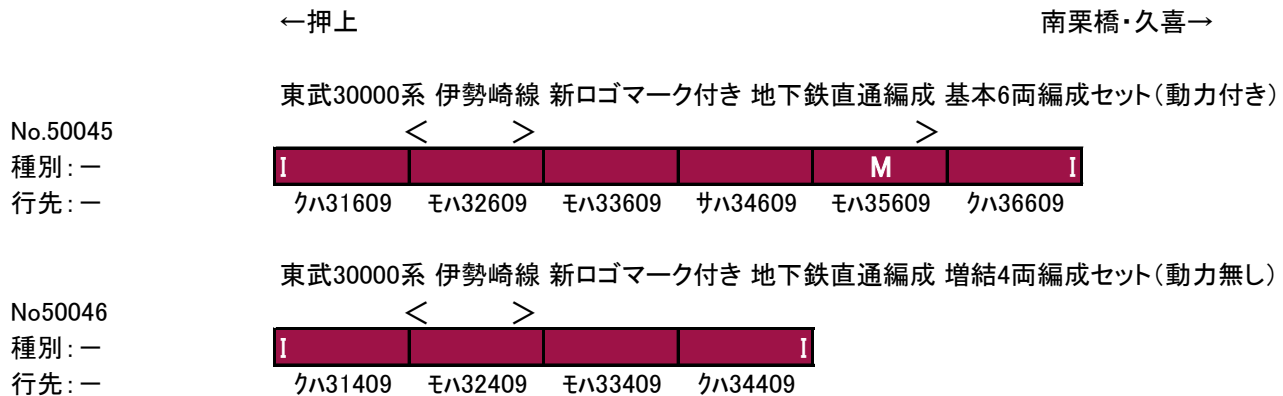 ←押上 南栗橋・久喜→
東武30000系 伊勢崎線 新ロゴマーク付き 地下鉄直通編成 基本6両編成セット（動力付き）
No.50045 ＜ ＞ ＞
種別：－ I M I
行先：－ ｸﾊ31609 ﾓﾊ32609 ﾓﾊ33609 ｻﾊ34609 ﾓﾊ35609 ｸﾊ36609
東武30000系 伊勢崎線 新ロゴマーク付き 地下鉄直通編成 増結4両編成セット（動力無し）
No50046 ＜ ＞
種別：－ I I
行先：－ ｸﾊ31409 ﾓﾊ32409 ﾓﾊ33409 ｸﾊ34409